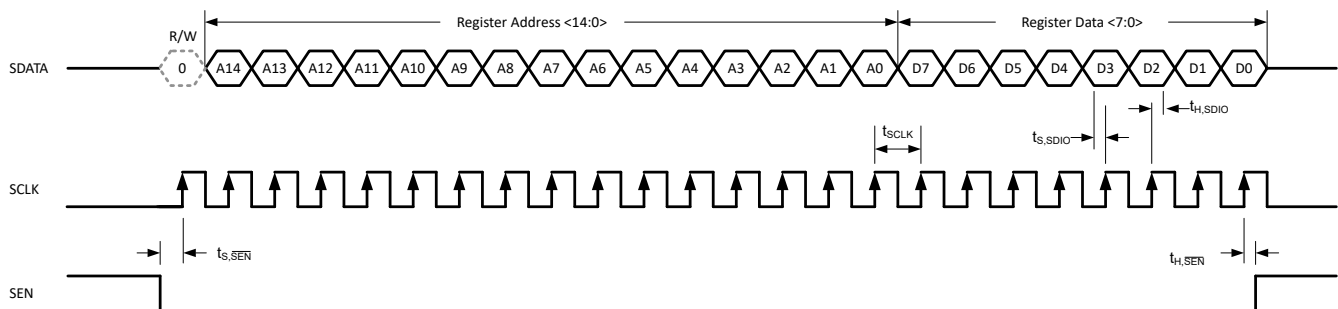 Register Address <14:0> Register Data <7:0>
R/W
SDATA 0 A14 A13 A12 A11 A10 A9 A8 A7 A6 A5 A4 A3 A2 A1 A0 D7 D6 D5 D4 D3 D2 D1 D0
tH,SDIO
tSCLK tS,SDIO
SCLK
tS,SEN tH,SEN
SEN